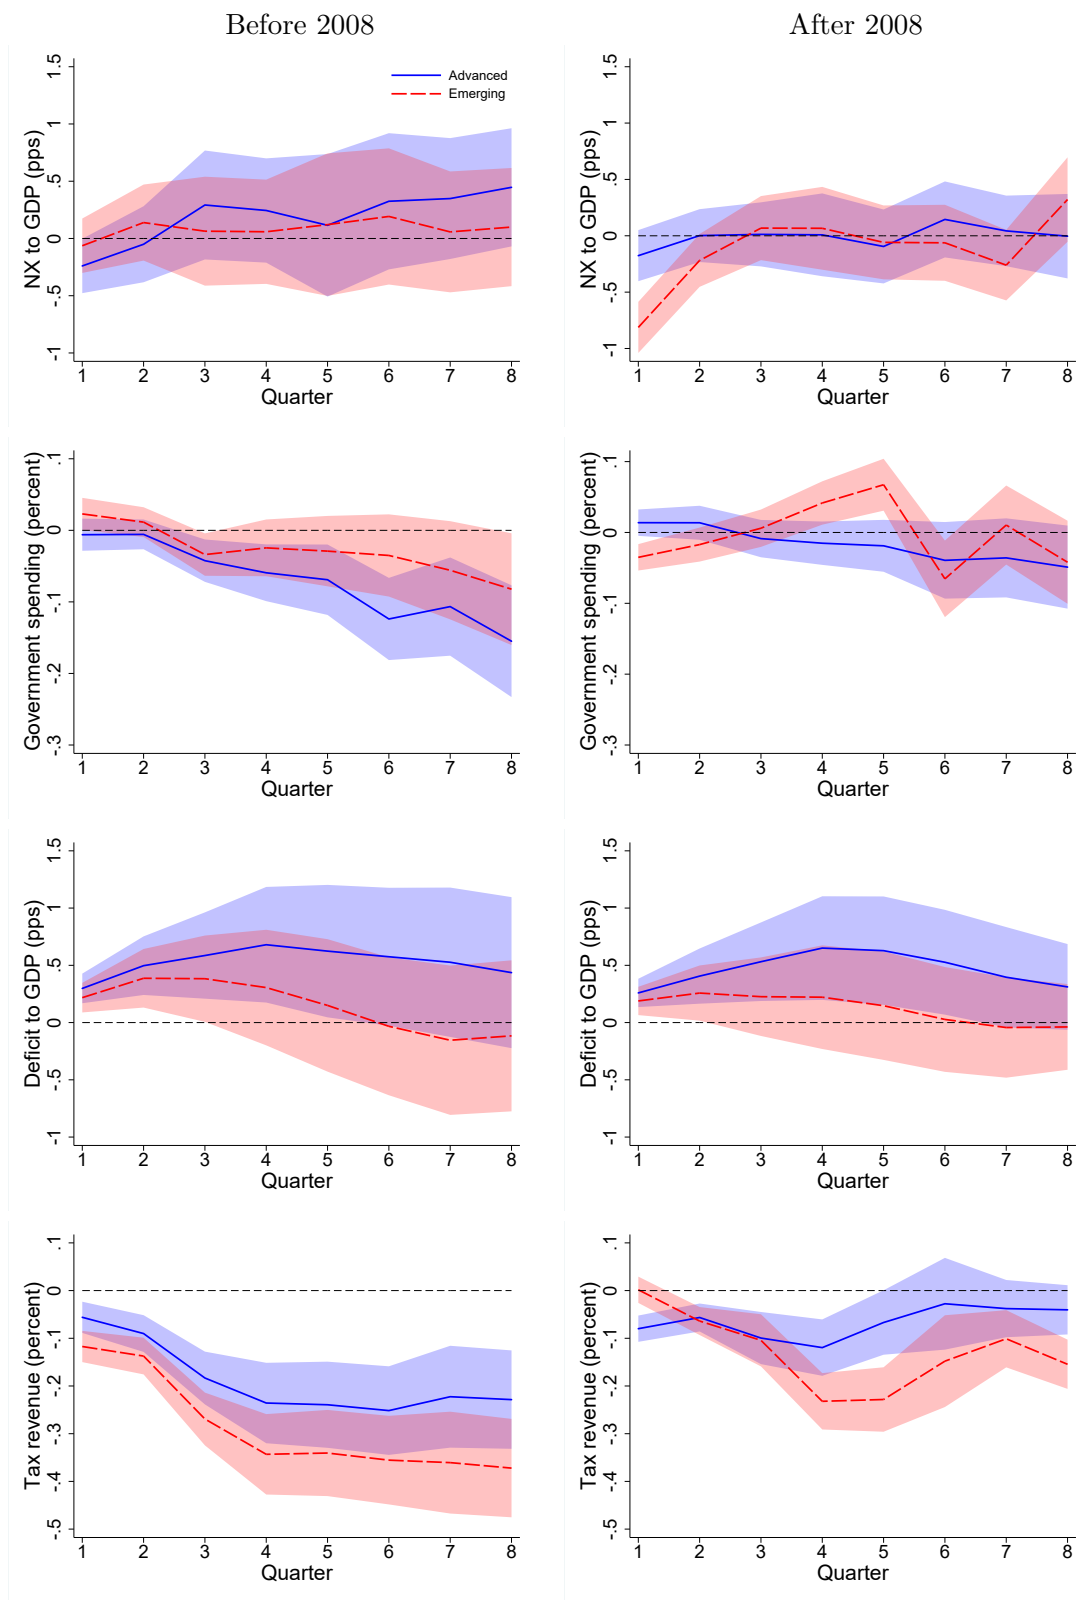 Before 2008
After 2008
NX to GDP (pps)
1.5
1
.5
0
-.5
-1
Advanced
Emerging
1 2 3 4 5 6 7 8
Quarter
NX to GDP (pps)
1.5
1
.5
0
-.5
-1
1 2 3 4 5 6 7 8
Quarter
Government spending (percent)
.1
0
-.1
-.2
-.3
1 2 3 4 5 6 7 8
Quarter
Government spending (percent)
.1
0
-.1
-.2
-.3
1 2 3 4 5 6 7 8
Quarter
Deficit to GDP (pps)
1.5
1
.5
0
-.5
-1
1 2 3 4 5 6 7 8
Quarter
Deficit to GDP (pps)
1.5
1
.5
0
-.5
-1
1 2 3 4 5 6 7 8
Quarter
Tax revenue (percent)
.1
0
-.1
-.2
-.3
-.4
-.5
1 2 3 4 5 6 7 8
Quarter
Tax revenue (percent)
.1
0
-.1
-.2
-.3
-.4
-.5
1 2 3 4 5 6 7 8
Quarter